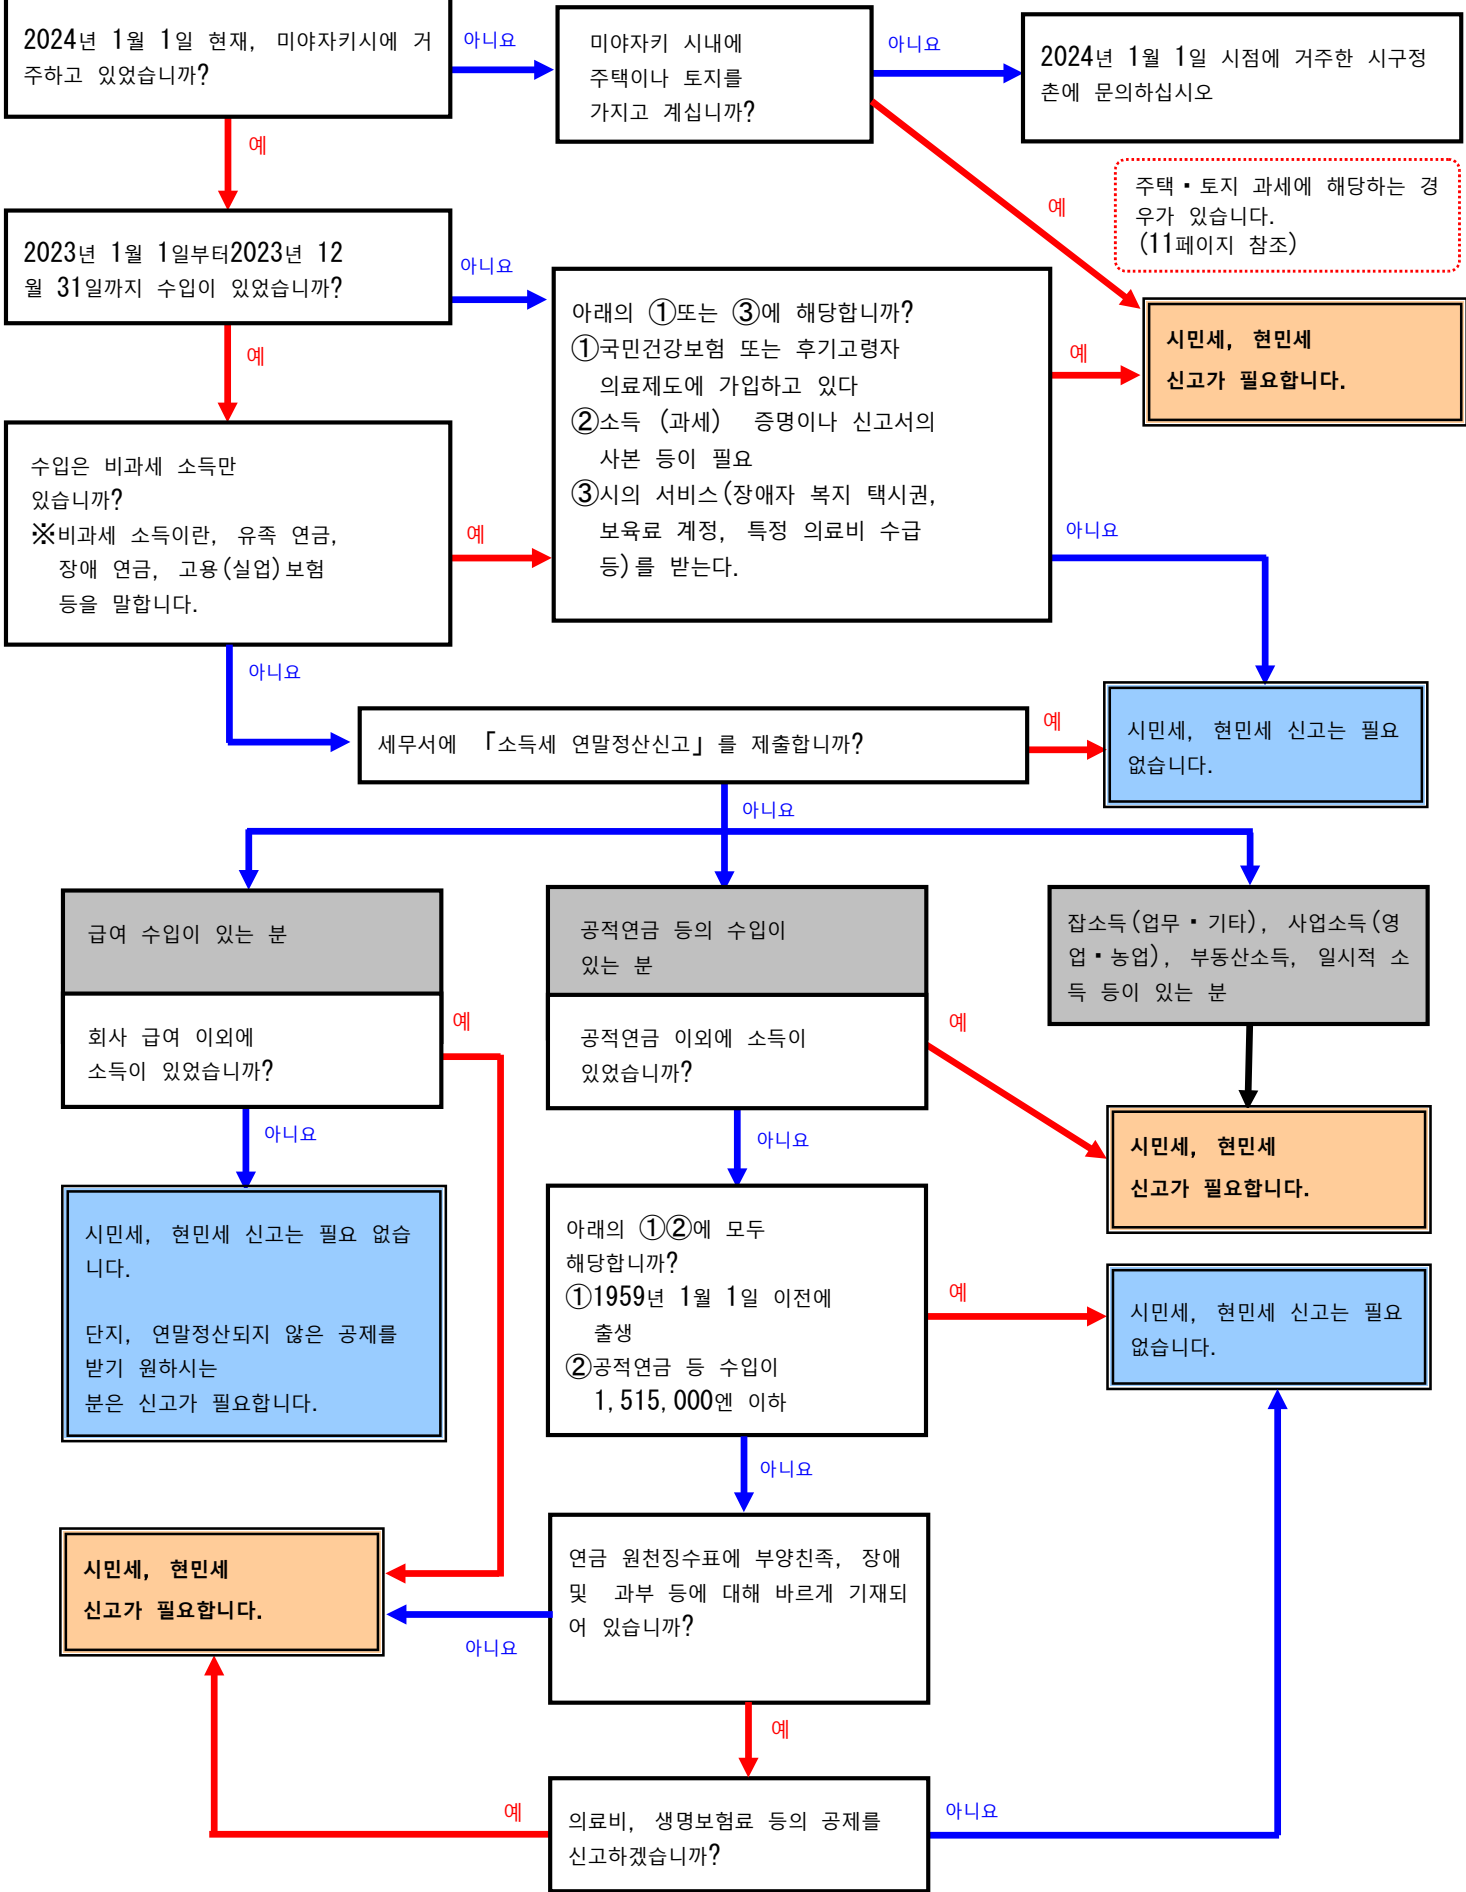 2024년 1월 1일 현재, 미야자키시에 거
주하고 있었습니까?
아니요
미야자키 시내에
주택이나 토지를
가지고 계십니까?
아니요
2024년 1월 1일 시점에 거주한 시구정
촌에 문의하십시오
예
예
주택・토지 과세에 해당하는 경
우가 있습니다.
(11페이지 참조)
2023년 1월 1일부터2023년 12
월 31일까지 수입이 있었습니까?
아니요
예
아래의 ①또는 ③에 해당합니까?
①국민건강보험 또는 후기고령자
의료제도에 가입하고 있다
②소득 (과세) 증명이나 신고서의
사본 등이 필요
③시의 서비스(장애자 복지 택시권,
보육료 계정, 특정 의료비 수급
등)를 받는다.
예
시민세, 현민세
신고가 필요합니다.
수입은 비과세 소득만
있습니까?
※비과세 소득이란, 유족 연금,
장애 연금, 고용(실업)보험
등을 말합니다.
예
아니요
아니요
세무서에 「소득세 연말정산신고」를 제출합니까?
예
시민세, 현민세 신고는 필요
없습니다.
아니요
급여 수입이 있는 분
공적연금 등의 수입이
있는 분
잡소득(업무・기타), 사업소득(영
업・농업), 부동산소득, 일시적 소
득 등이 있는 분
회사 급여 이외에
소득이 있었습니까?
예
공적연금 이외에 소득이
있었습니까?
예
아니요
아니요
시민세, 현민세
신고가 필요합니다.
시민세, 현민세 신고는 필요 없습
니다.
단지, 연말정산되지 않은 공제를
받기 원하시는
분은 신고가 필요합니다.
아래의 ①②에 모두
해당합니까?
①1959년 1월 1일 이전에
출생
②공적연금 등 수입이
1,515,000엔 이하
예
시민세, 현민세 신고는 필요
없습니다.
아니요
시민세, 현민세
신고가 필요합니다.
연금 원천징수표에 부양친족, 장애
및 과부 등에 대해 바르게 기재되
어 있습니까?
아니요
예
예
의료비, 생명보험료 등의 공제를
신고하겠습니까?
아니요